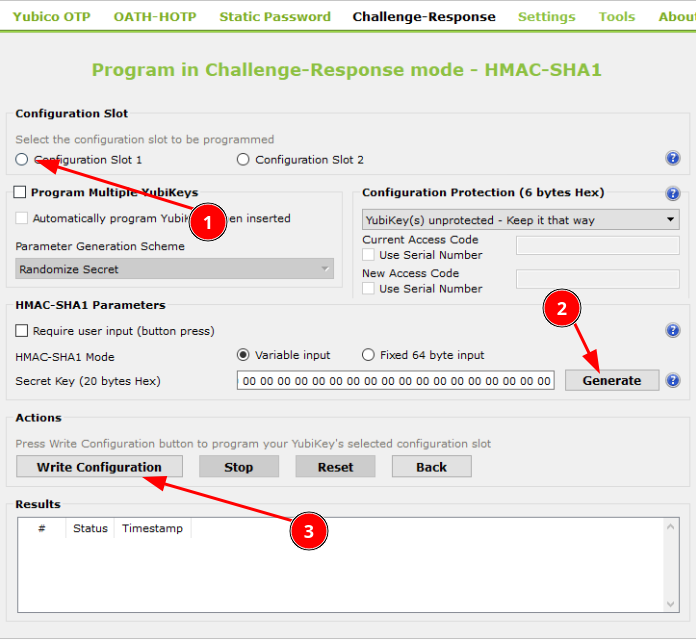 Yubico OTP OATH-HOTP Static Password Challenge-Response Settings Tools About
Program in Challenge-Response mode - HMAC-SHA1
Configuration Slot
Select the configuration slot to be programmed
Configuration Slot 1 Configuration Slot 2 ?
Program Multiple YubiKeys
Automatically program inserted
1
Parameter Generation Scheme
Randomize Secret
Configuration Protection (6 bytes Hex) ?
YubiKey(s) unprotected - Keep it that way
Current Access Code
Use Serial Number
New Access Code
Use Serial Number
2
HMAC-SHA1 Parameters
Require user input (button press) ?
HMAC-SHA1 Mode Variable input Fixed 64 byte input
Secret Key (20 bytes Hex) 00 00 00 00 00 00 00 00 00 00 00 00 00 00 00 00 00 00 Generate ?
Actions
Press Write Configuration button to program your YubiKey's selected configuration slot
Write Configuration Stop Reset Back
3
Results
# Status Timestamp